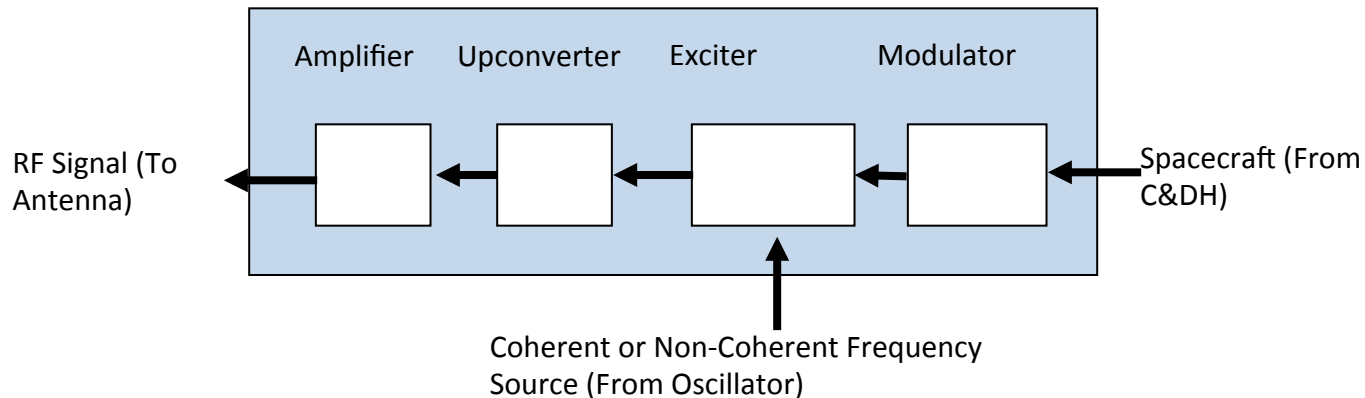 Amplifier
Upconverter
Exciter
Modulator
RF Signal (To
Antenna)
Spacecraft (From
C&DH)
Coherent or Non-Coherent Frequency
Source (From Oscillator)